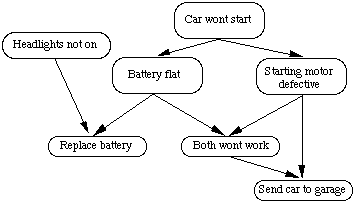 Car wont start
Headlights not on
Battery flat
Starting motor
defective
Replace battery
Both wont work
Send car to garage